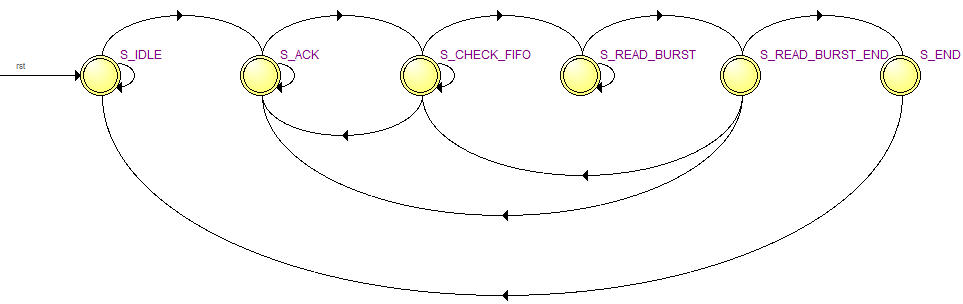 S_IDLE
S_ACK
S_CHECK_FIFO
S_READ_BURST
S_READ_BURST_END
S_END
rst